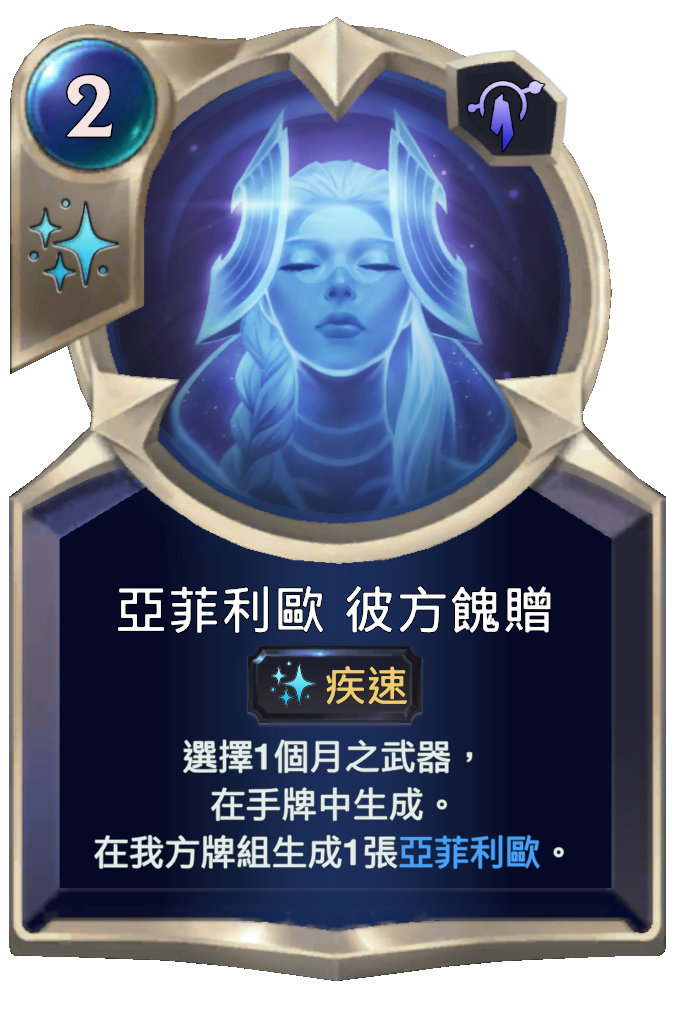 2
亞菲利歐 彼方餽贈
疾速
選擇1個月之武器，
在手牌中生成。
在我方牌組生成1張亞菲利歐。